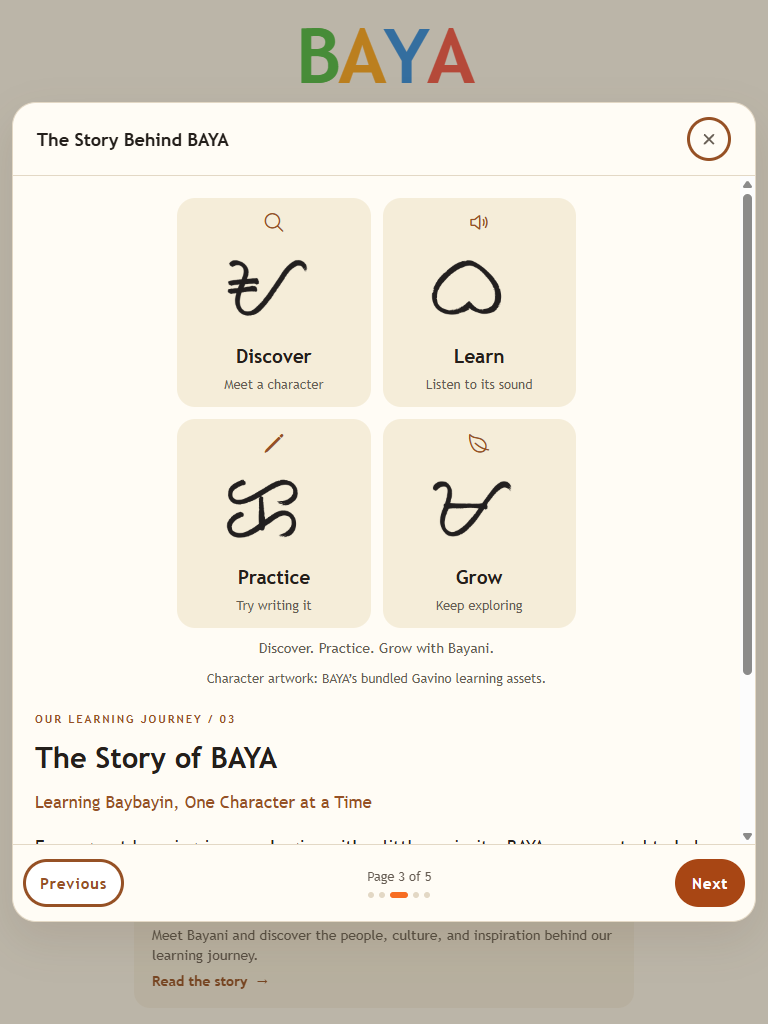 BAYA
The Story Behind BAYA
ᜀ
ᜊ
Discover
Learn
Meet a character
Listen to its sound
ᜃ
ᜌ
Practice
Grow
Try writing it
Keep exploring
Discover. Practice. Grow with Bayani.
Character artwork: BAYA's bundled Gavino learning assets.
OUR LEARNING JOURNEY / 03
The Story of BAYA
Learning Baybayin, One Character at a Time
Previous
Page 3 of 5
Next
Meet Bayani and discover the people, culture, and inspiration behind our
learning journey.
Read the story →